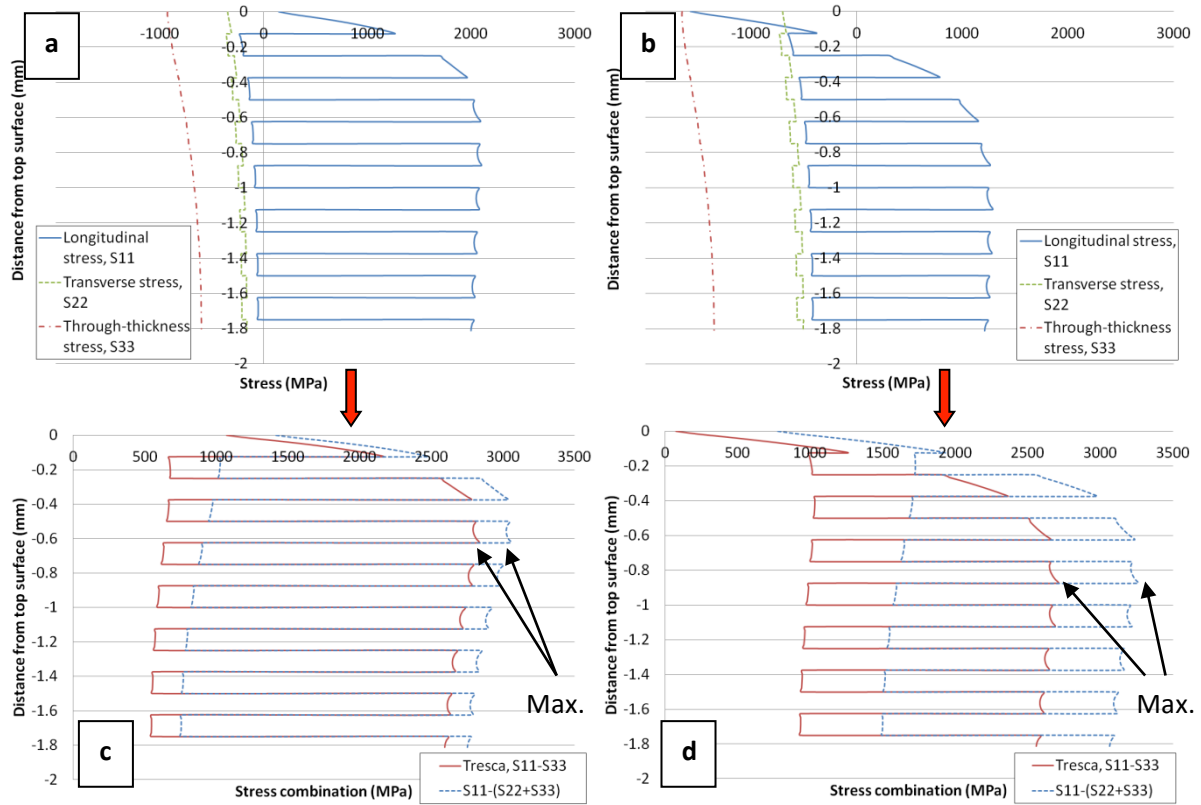 a
-1000
0
1000
2000
3000
0
-0.2
-0.4
-0.6
-0.8
-1
-1.2
-1.4
-1.6
-1.8
-2
Distance from top surface (mm)
Longitudinal
stress, S11
Transverse stress,
S22
Through-thickness
stress, S33
Stress (MPa)
b
-1000
0
1000
2000
3000
0
-0.2
-0.4
-0.6
-0.8
-1
-1.2
-1.4
-1.6
-1.8
-2
Distance from top surface (mm)
Longitudinal stress,
S11
Transverse stress,
S22
Through-thickness
stress, S33
Stress (MPa)
0
0
500
1000
1500
2000
2500
3000
3500
-0.2
-0.4
-0.6
-0.8
-1
-1.2
-1.4
-1.6
-1.8
-2
Distance from top surface (mm)
Max.
c
Tresca, S11-S33
S11-(S22+S33)
Stress combination (MPa)
0
0
500
1000
1500
2000
2500
3000
3500
-0.2
-0.4
-0.6
-0.8
-1
-1.2
-1.4
-1.6
-1.8
-2
Distance from top surface (mm)
Max.
d
Tresca, S11-S33
S11-(S22+S33)
Stress combination (MPa)